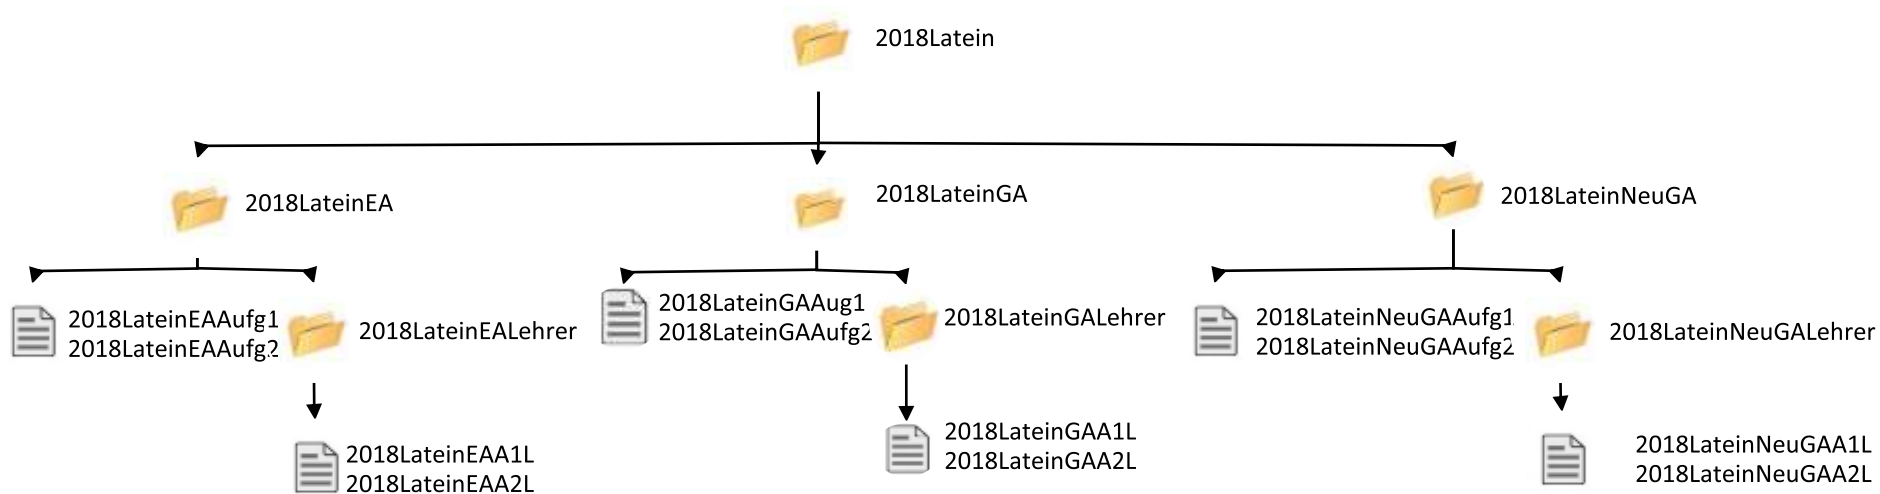 2018Latein
2018LateinEA
2018LateinGA
2018LateinNeuGA
2018LateinEAAufg1
2018LateinEAAufg2
2018LateinEALehrer
2018LateinGAAug1
2018LateinGAAufg2
2018LateinGALehrer
2018LateinNeuGAAufg1
2018LateinNeuGAAufg2
2018LateinNeuGALehrer
2018LateinEAA1L
2018LateinEAA2L
2018LateinGAA1L
2018LateinGAA2L
2018LateinNeuGAA1L
2018LateinNeuGAA2L